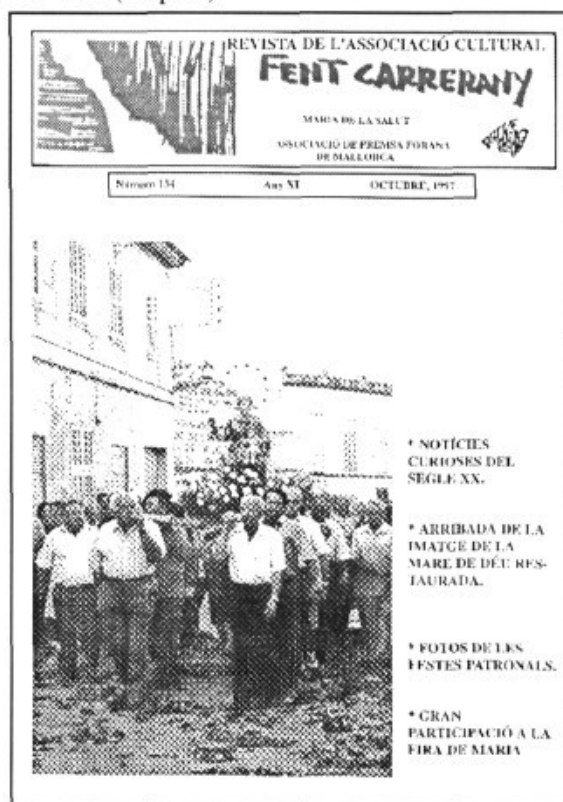 REVISTA DE L'ASSOCIACIÓ CULTURAL
FENT CARRERANY
MARIA DE LA SALUT
ASSOCIACIÓ DE PREMSA FORANA
DE MALLORCA
Número 134 Any XI OCTUBRE, 1997
* NOTÍCIES
CURIOSES DEL
SEGLE XX.
* ARRIBADA DE LA
IMATGE DE LA
MARE DE DÉU RES-
TAURADA.
* FOTOS DE LES
FESTES PATRONALS.
* GRAN
PARTICIPACIÓ A LA
FIRA DE MARIA